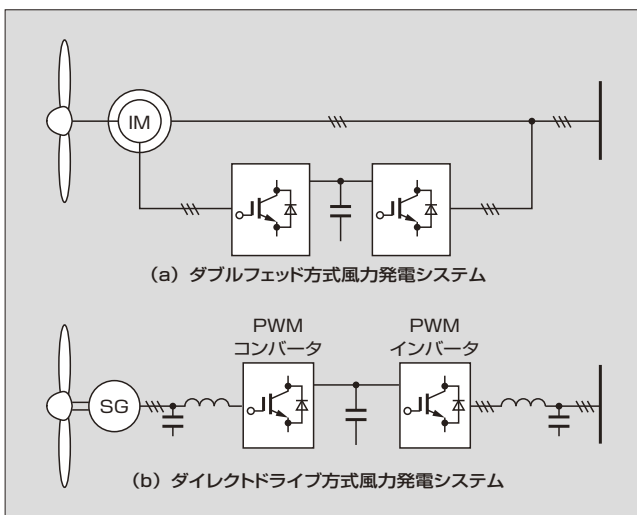 IM
(a) ダブルフェッド方式風力発電システム
PWM
コンバータ
PWM
インバータ
SG
(b) ダイレクトドライブ方式風力発電システム